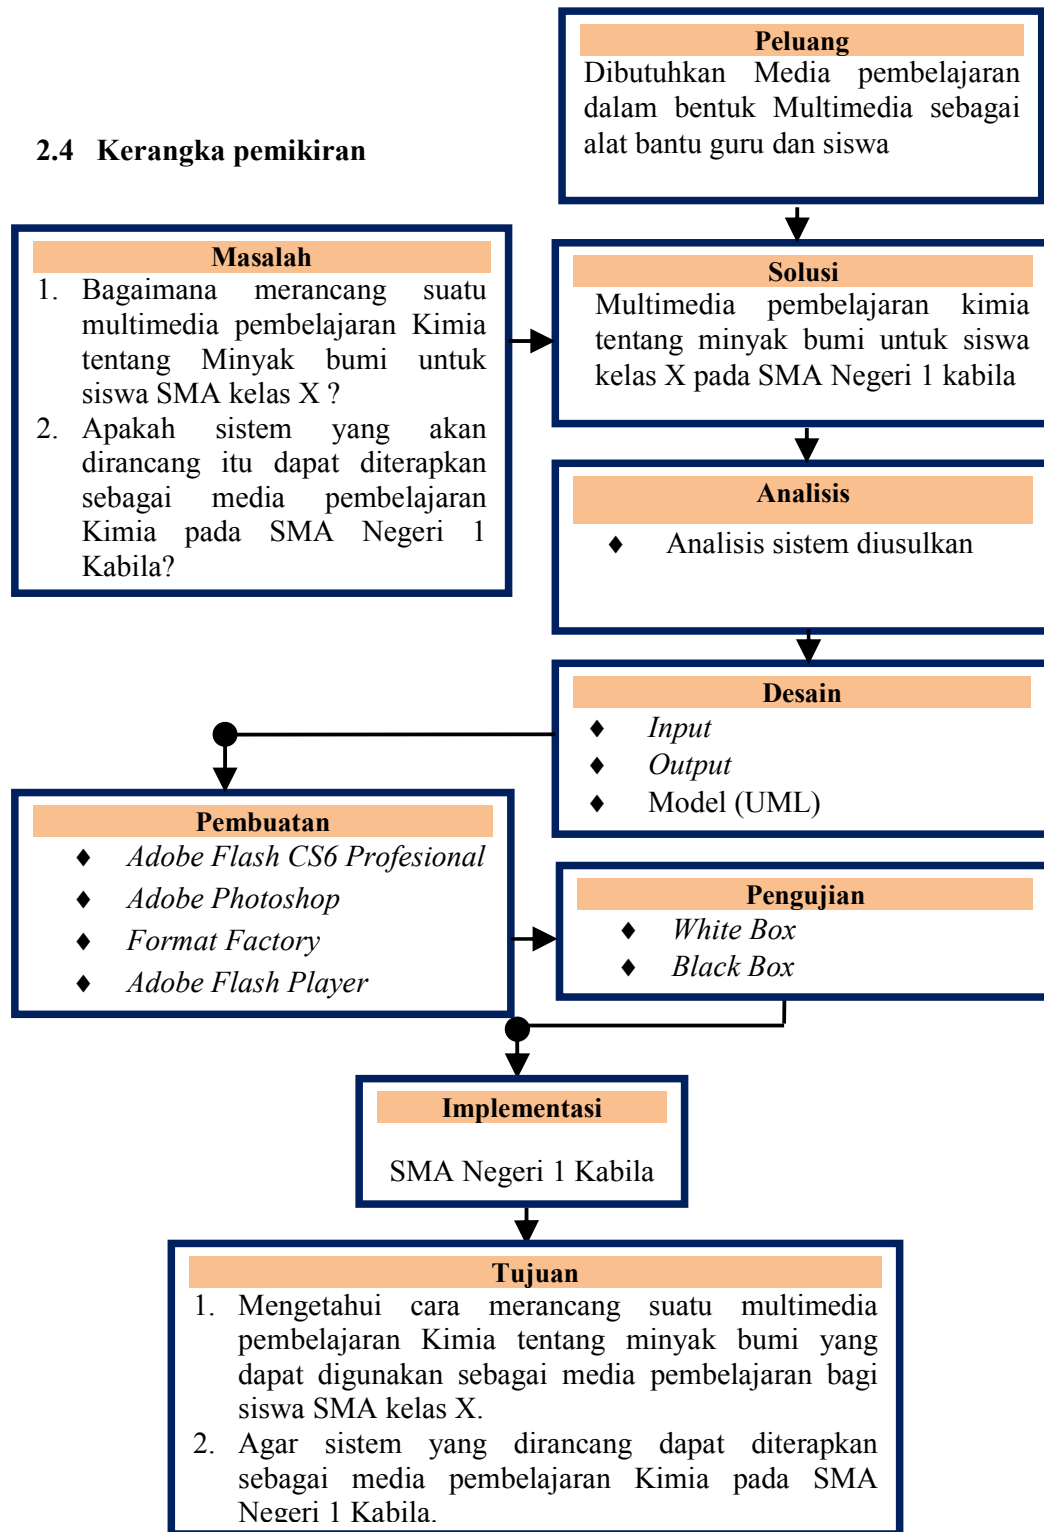 Peluang
Dibutuhkan Media pembelajaran
dalam bentuk Multimedia sebagai
alat bantu guru dan siswa
2.4 Kerangka pemikiran
Masalah
1. Bagaimana merancang suatu
multimedia pembelajaran Kimia
tentang Minyak bumi untuk
siswa SMA kelas X ?
2. Apakah sistem yang akan
dirancang itu dapat diterapkan
sebagai media pembelajaran
Kimia pada SMA Negeri 1
Kabila?
Solusi
Multimedia pembelajaran kimia
tentang minyak bumi untuk siswa
kelas X pada SMA Negeri 1 kabila
Analisis
♦ Analisis sistem diusulkan
Desain
♦ Input
♦ Output
♦ Model (UML)
Pembuatan
♦ Adobe Flash CS6 Profesional
♦ Adobe Photoshop
♦ Format Factory
♦ Adobe Flash Player
Pengujian
♦ White Box
♦ Black Box
Implementasi
SMA Negeri 1 Kabila
Tujuan
1. Mengetahui cara merancang suatu multimedia
pembelajaran Kimia tentang minyak bumi yang
dapat digunakan sebagai media pembelajaran bagi
siswa SMA kelas X.
2. Agar sistem yang dirancang dapat diterapkan
sebagai media pembelajaran Kimia pada SMA
Negeri 1 Kabila.